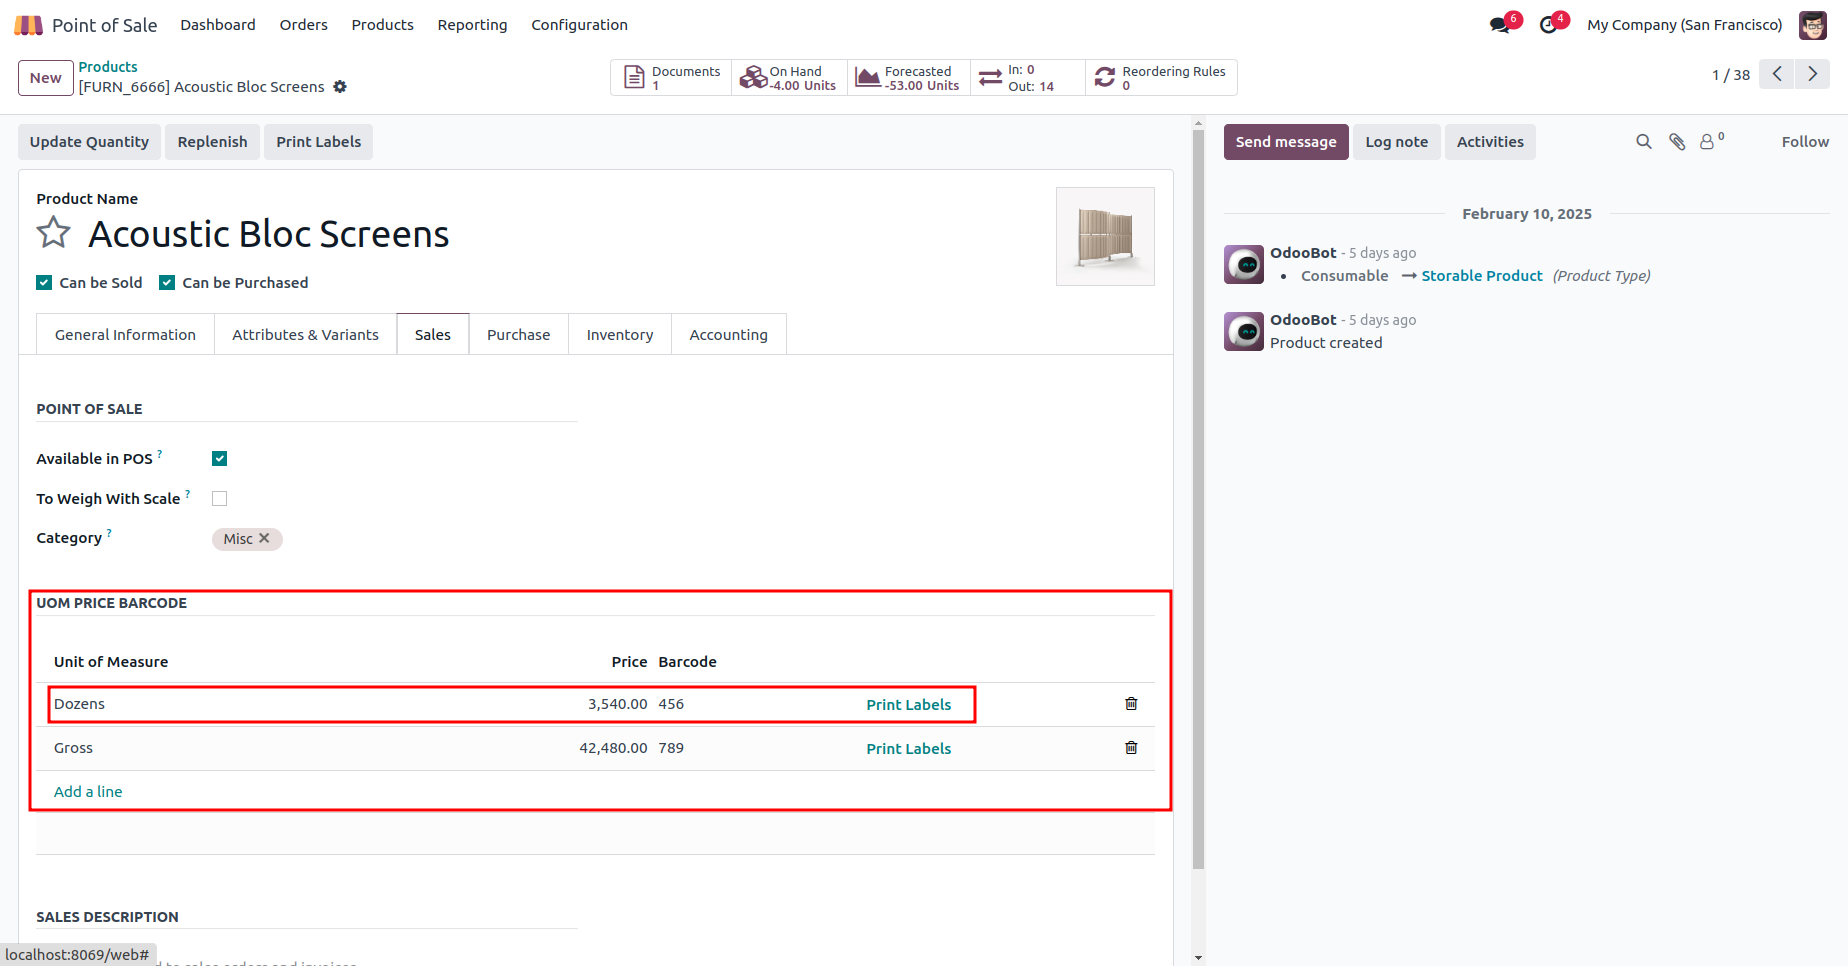 Point of Sale Dashboard Orders Products Reporting Configuration 6 4 My Company (San Francisco)
New Products
[FURN_6666] Acoustic Bloc Screens
Documents 1
On Hand -4.00 Units
Forecasted -53.00 Units
In: 0
Out: 14
Reordering Rules 0
1 / 38
Update Quantity Replenish Print Labels
Send message Log note Activities 0 Follow
Product Name
Acoustic Bloc Screens
Can be Sold Can be Purchased
General Information Attributes & Variants Sales Purchase Inventory Accounting
POINT OF SALE
Available in POS ?
To Weigh With Scale ?
Category ? Misc
UOM PRICE BARCODE
Unit of Measure Price Barcode
Dozens 3,540.00 456 Print Labels
Gross 42,480.00 789 Print Labels
Add a line
SALES DESCRIPTION
to sales orders and invoices
localhost:8069/web#
February 10, 2025
OdooBot - 5 days ago
• Consumable → Storable Product (Product Type)
OdooBot - 5 days ago
Product created